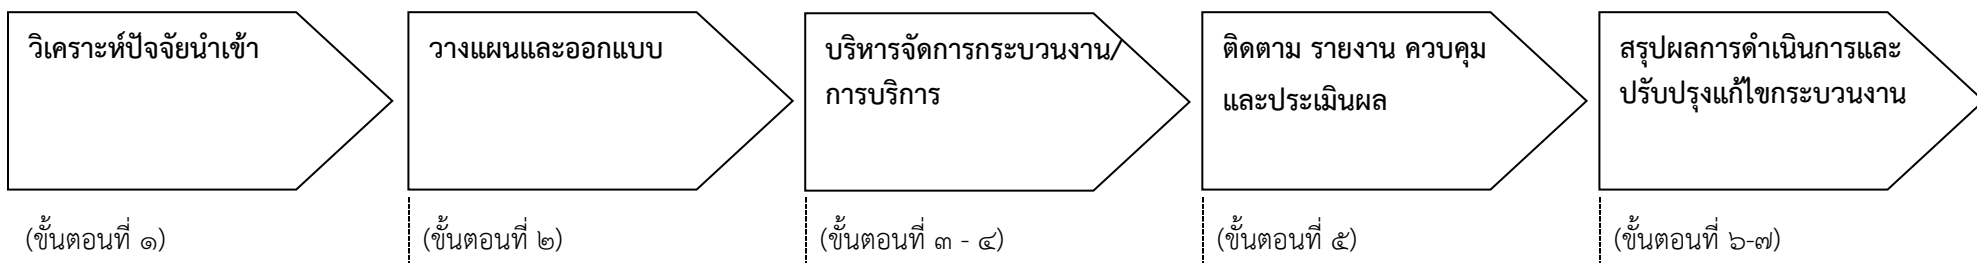 วิเคราะห์ปัจจัยนำเข้า
วางแผนและออกแบบ
บริหารจัดการกระบวนงาน/
การบริการ
ติดตาม รายงาน ควบคุม
และประเมินผล
สรุปผลการดำเนินการและ
ปรับปรุงแก้ไขกระบวนงาน
(ขั้นตอนที่ ๑)
(ขั้นตอนที่ ๒)
(ขั้นตอนที่ ๓ - ๔)
(ขั้นตอนที่ ๕)
(ขั้นตอนที่ ๖-๗)